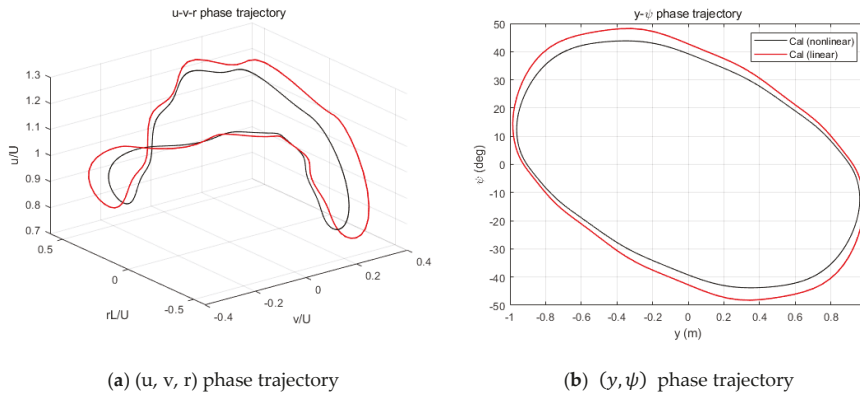 u-v-r phase trajectory
1.3
1.2
1.1
1
0.9
0.8
0.7
u/U
0.5
0
-0.5
rL/U
-0.4
-0.2
0
0.2
0.4
v/U
y-ψ phase trajectory
Cal (nonlinear)
Cal (linear)
50
40
30
20
10
0
-10
-20
-30
-40
-50
ψ (deg)
-1 -0.8 -0.6 -0.4 -0.2 0 0.2 0.4 0.6 0.8
y (m)
(a) (u, v, r) phase trajectory
(b) (y,ψ) phase trajectory